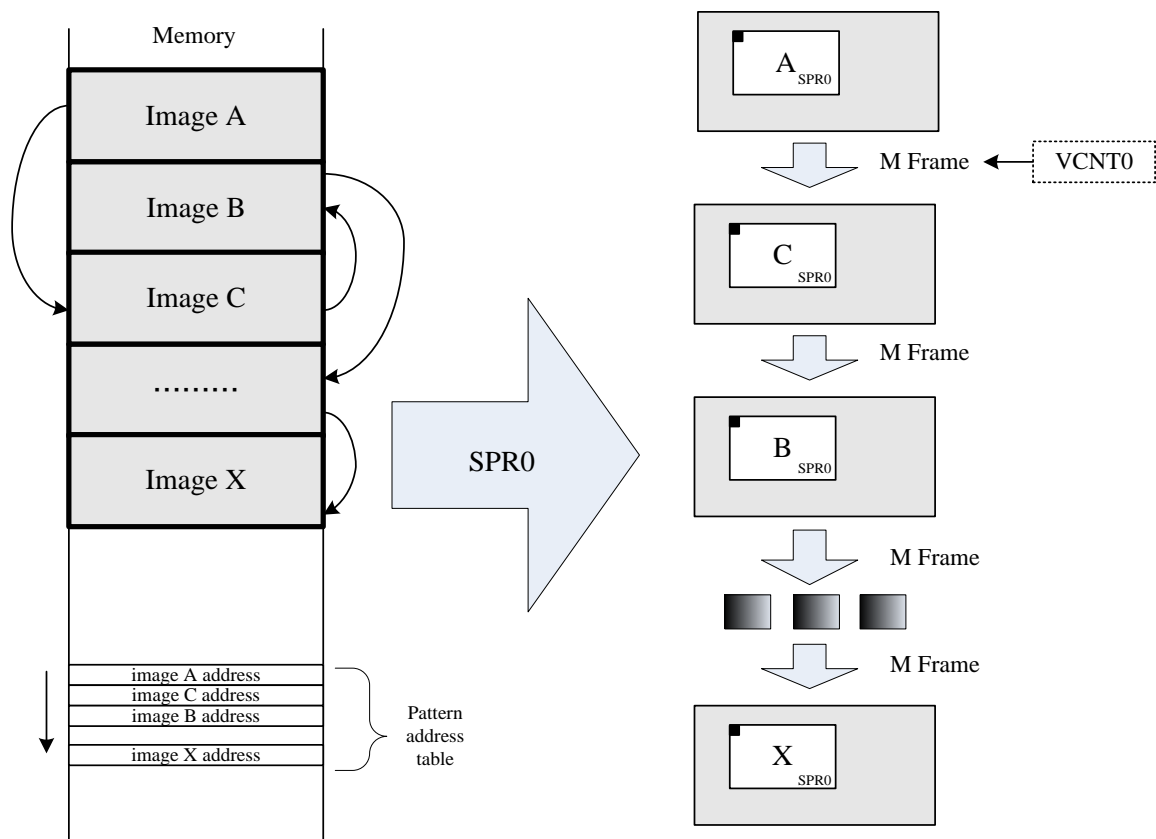 Memory
Image A
Image B
Image C
.........
Image X
image A address
image C address
image B address
image X address
Pattern
address
table
SPR0
A
SPR0
M Frame
VCNT0
C
SPR0
M Frame
B
SPR0
M Frame
M Frame
X
SPR0